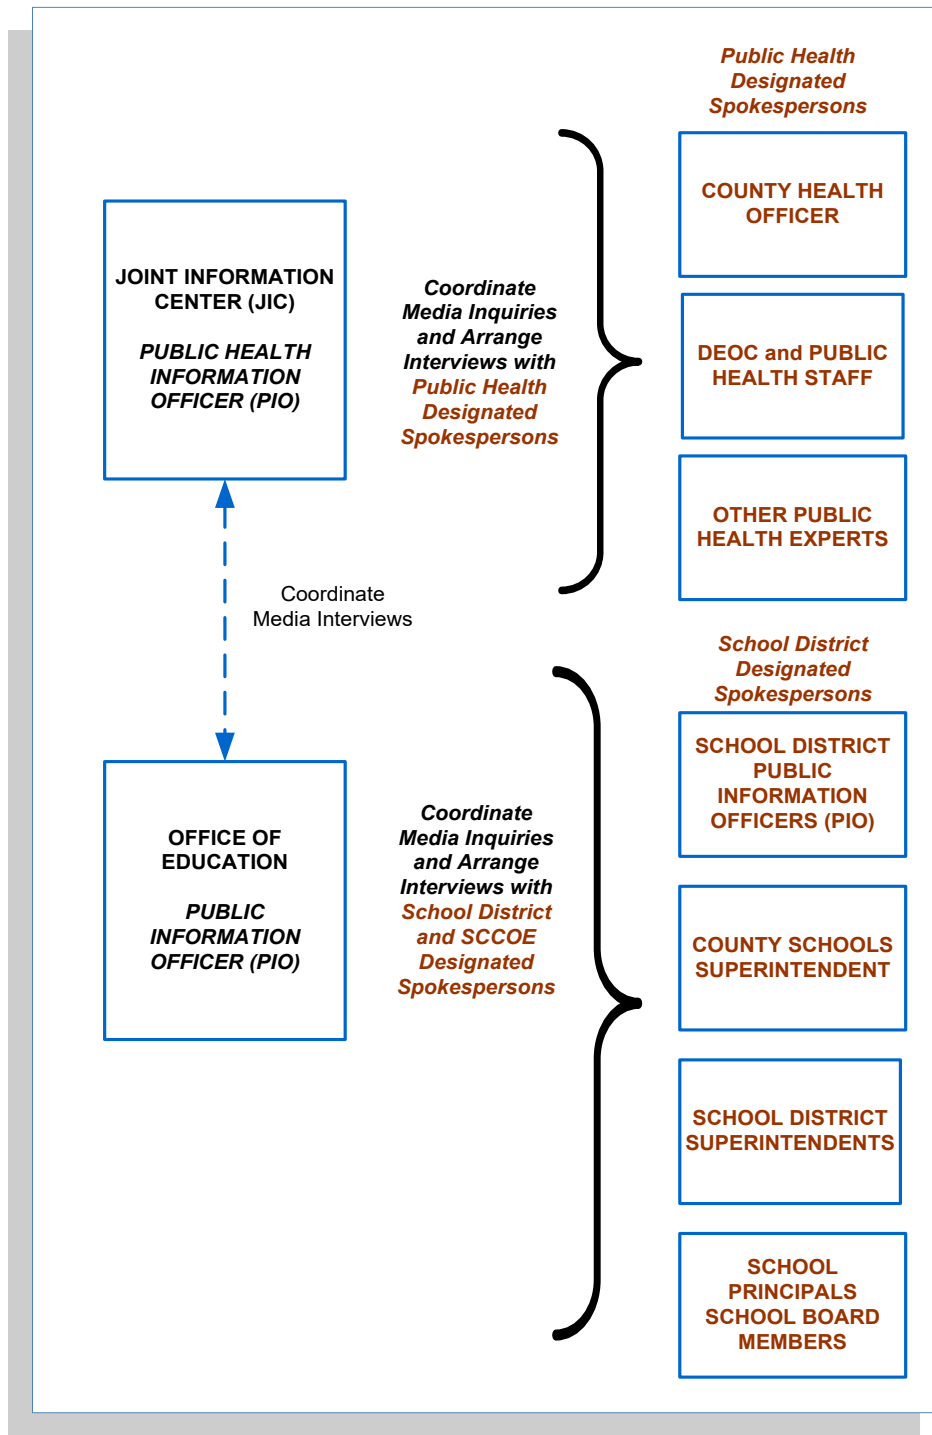 Public Health
Designated
Spokespersons
COUNTY HEALTH
OFFICER
JOINT INFORMATION
CENTER (JIC)
PUBLIC HEALTH
INFORMATION
OFFICER (PIO)
Coordinate
Media Inquiries
and Arrange
Interviews with
Public Health
Designated
Spokespersons
DEOC and PUBLIC
HEALTH STAFF
OTHER PUBLIC
HEALTH EXPERTS
Coordinate
Media Interviews
School District
Designated
Spokespersons
SCHOOL DISTRICT
PUBLIC
INFORMATION
OFFICERS (PIO)
OFFICE OF
EDUCATION
PUBLIC
INFORMATION
OFFICER (PIO)
Coordinate
Media Inquiries
and Arrange
Interviews with
School District
and SCCOE
Designated
Spokespersons
COUNTY SCHOOLS
SUPERINTENDENT
SCHOOL DISTRICT
SUPERINTENDENTS
SCHOOL
PRINCIPALS
SCHOOL BOARD
MEMBERS